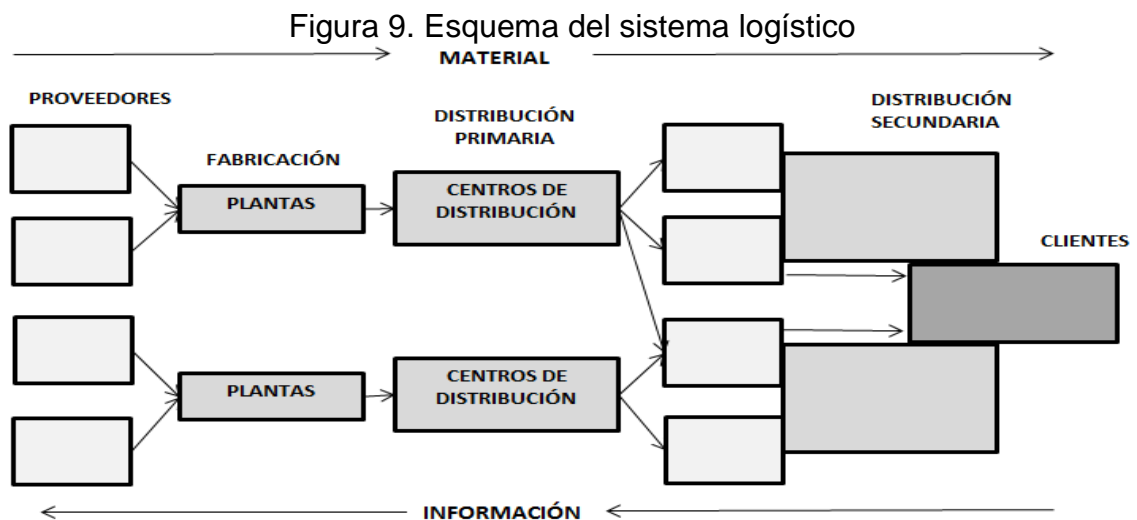 Figura 9. Esquema del sistema logístico
MATERIAL
PROVEEDORES
FABRICACIÓN
DISTRIBUCIÓN
PRIMARIA
DISTRIBUCIÓN
SECUNDARIA
PLANTAS
CENTROS DE
DISTRIBUCIÓN
CLIENTES
PLANTAS
CENTROS DE
DISTRIBUCIÓN
INFORMACIÓN